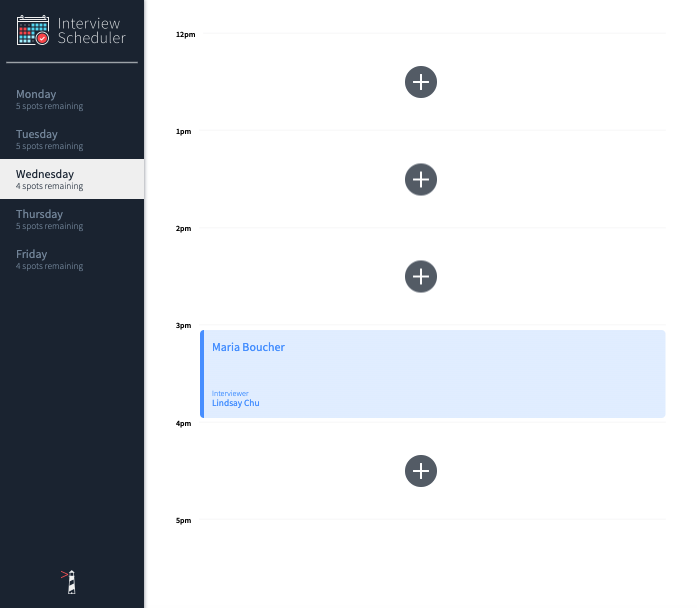 Interview
Scheduler
Monday
5 spots remaining
Tuesday
5 spots remaining
Wednesday
4 spots remaining
Thursday
5 spots remaining
Friday
4 spots remaining
12pm
1pm
2pm
3pm
Maria Boucher
Interviewer
Lindsay Chu
4pm
5pm